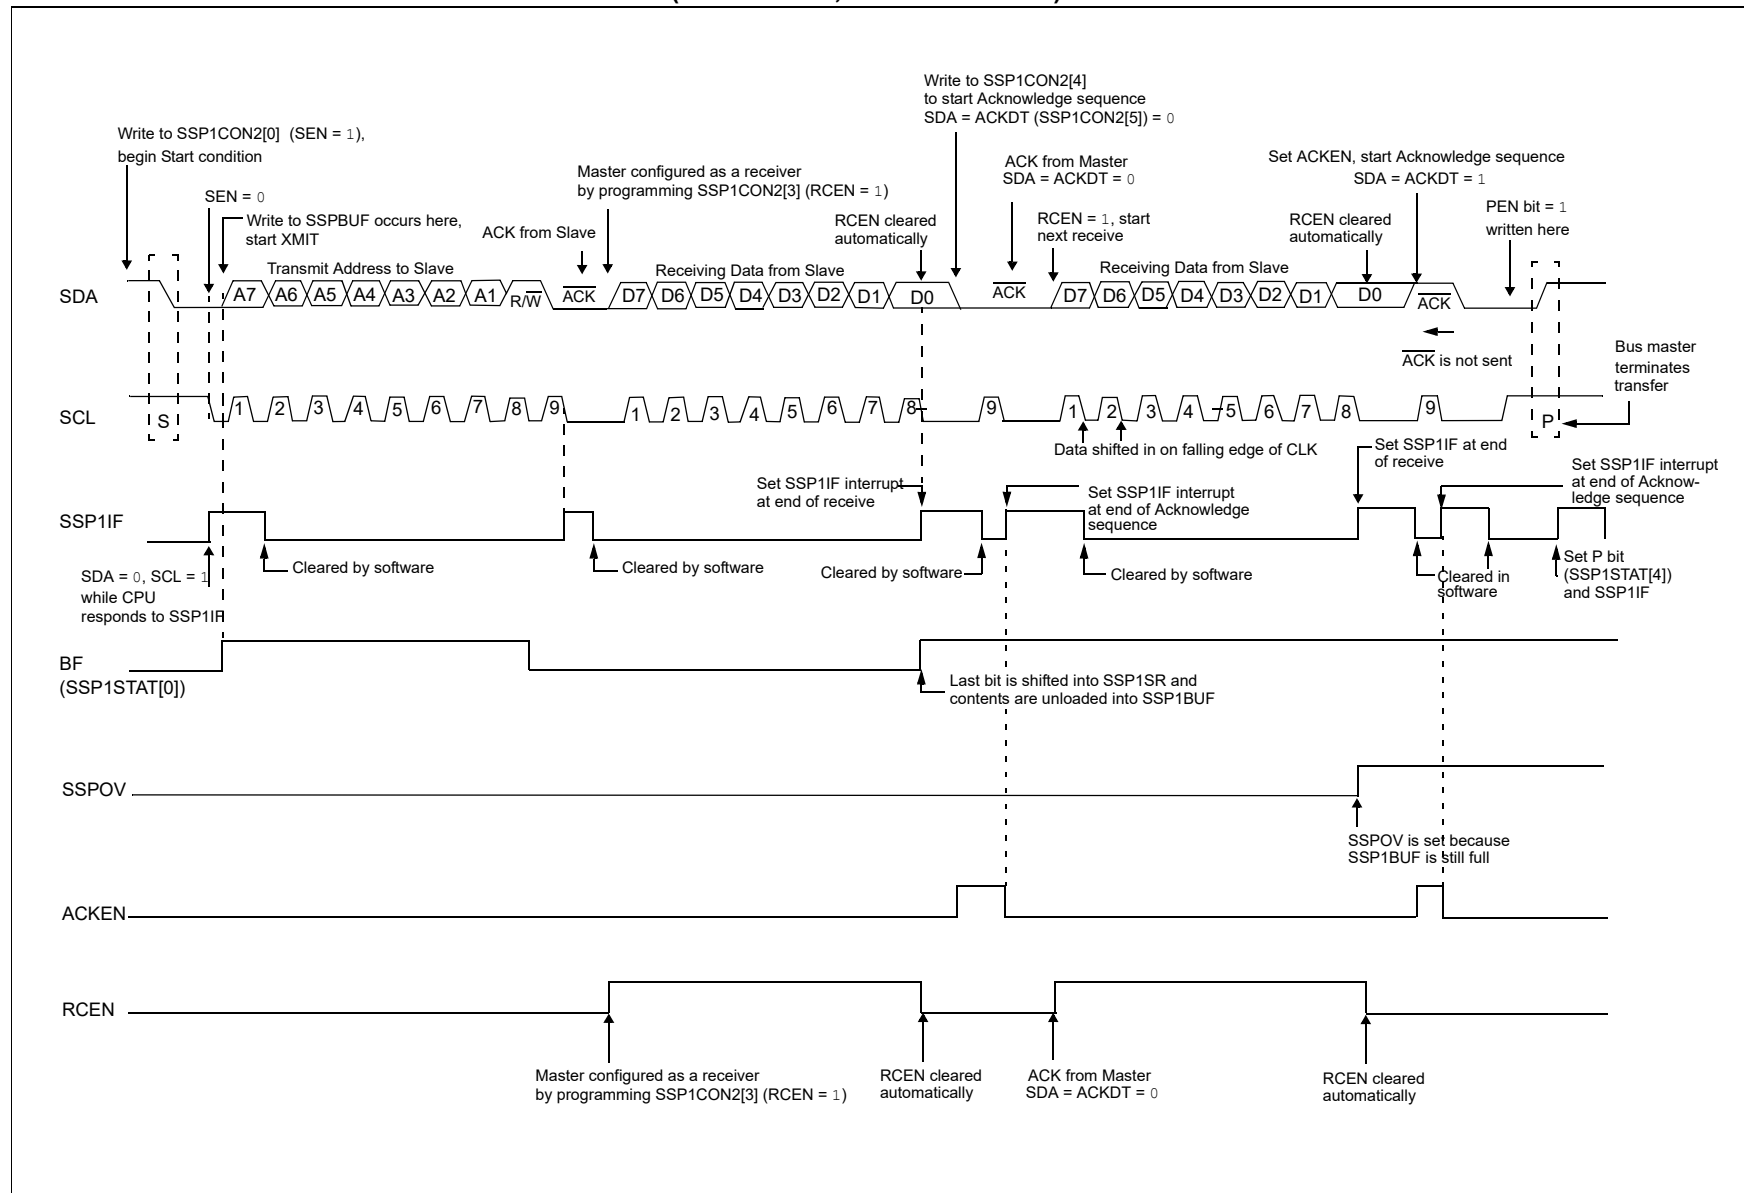 Write to SSP1CON2[4]
to start Acknowledge sequence
SDA = ACKDT (SSP1CON2[5]) = 0
Write to SSP1CON2[0] (SEN = 1),
begin Start condition
ACK from Master
SDA = ACKDT = 0
Set ACKEN, start Acknowledge sequence
SDA = ACKDT = 1
Master configured as a receiver
by programming SSP1CON2[3] (RCEN = 1)
SEN = 0
PEN bit = 1
written here
Write to SSPBUF occurs here,
start XMIT
ACK from Slave
RCEN cleared
automatically
RCEN = 1, start
next receive
RCEN cleared
automatically
Transmit Address to Slave
Receiving Data from Slave
Receiving Data from Slave
SDA A7 A6 A5 A4 A3 A2 A1 R/W ACK D7 D6 D5 D4 D3 D2 D1 D0 ACK D7 D6 D5 D4 D3 D2 D1 D0 ACK
ACK is not sent
Bus master
terminates
transfer
SCL S 1 2 3 4 5 6 7 8 9 1 2 3 4 5 6 7 8 9 1 2 3 4 5 6 7 8 9 P
Data shifted in on falling edge of CLK
Set SSP1IF at end
of receive
Set SSP1IF interrupt
at end of receive
Set SSP1IF interrupt
at end of Acknowledge
sequence
Set SSP1IF interrupt
at end of Acknow-
ledge sequence
SSP1IF
Cleared by software
Cleared by software
Cleared by software
Cleared by software
Cleared in
software
Set P bit
(SSP1STAT[4])
and SSP1IF
SDA = 0, SCL = 1
while CPU
responds to SSP1IF
BF
(SSP1STAT[0])
Last bit is shifted into SSP1SR and
contents are unloaded into SSP1BUF
SSPOV
SSPOV is set because
SSP1BUF is still full
ACKEN
RCEN
Master configured as a receiver
by programming SSP1CON2[3] (RCEN = 1)
RCEN cleared
automatically
ACK from Master
SDA = ACKDT = 0
RCEN cleared
automatically